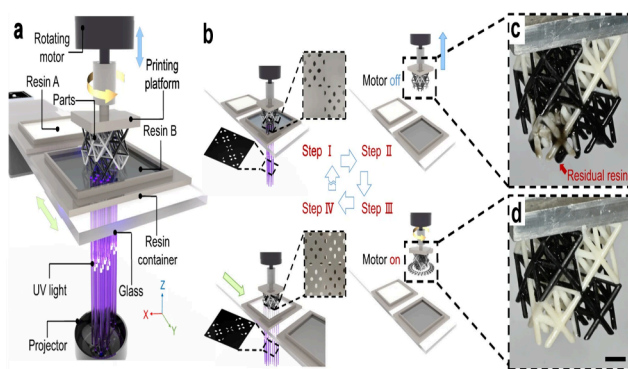 a
Rotating
motor
Printing
platform
Resin A
Parts
Resin B
Resin
container
UV light
Glass
Projector
Z
X
Y
b
Motor off
Step I
Step II
Step IV
Step III
Motor on
c
Residual resin
d